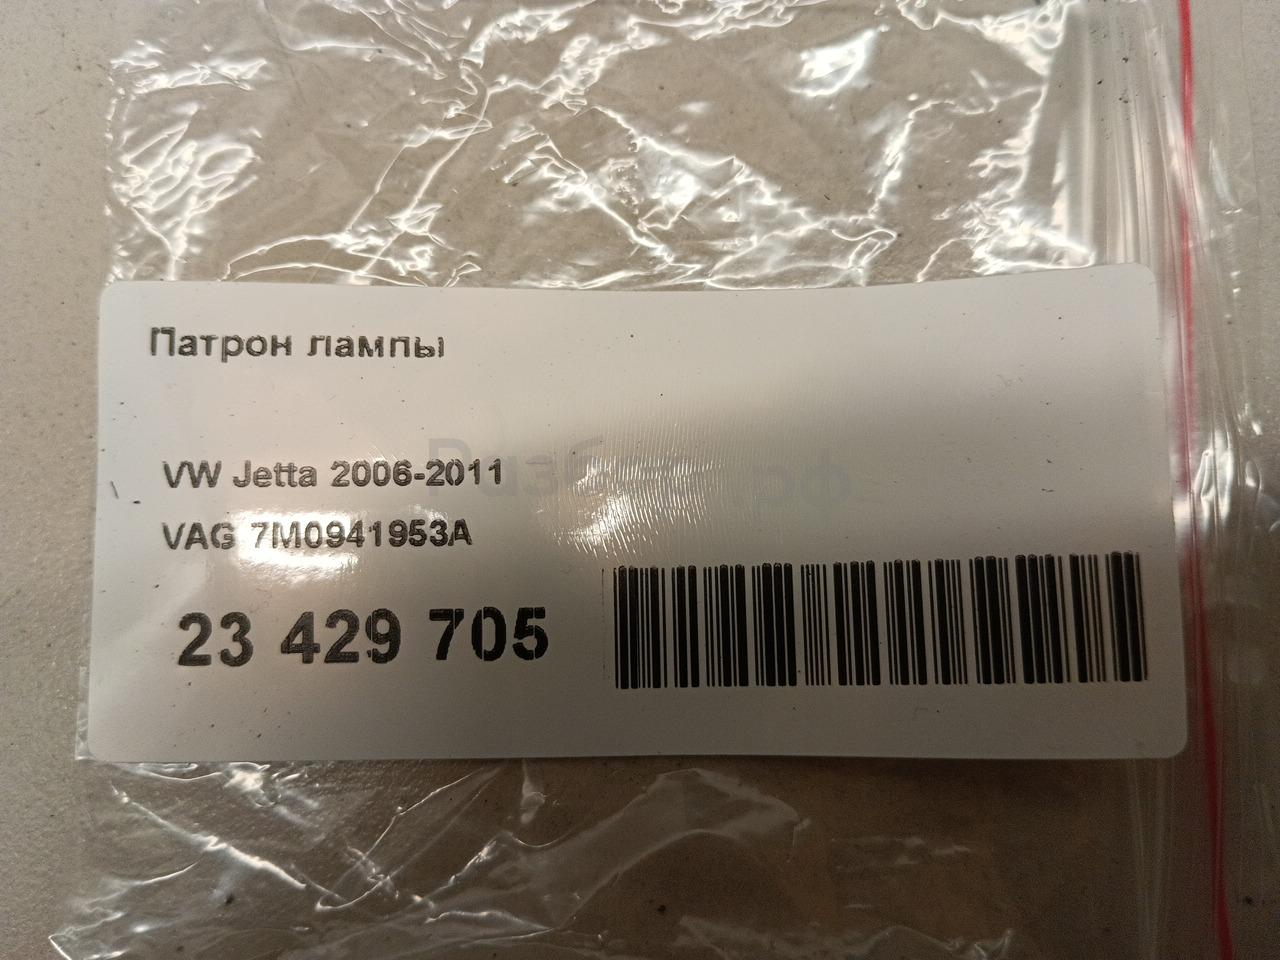 Патрон лампы
VW Jetta 2006-2011
VAG 7M0941953A
23 429 705